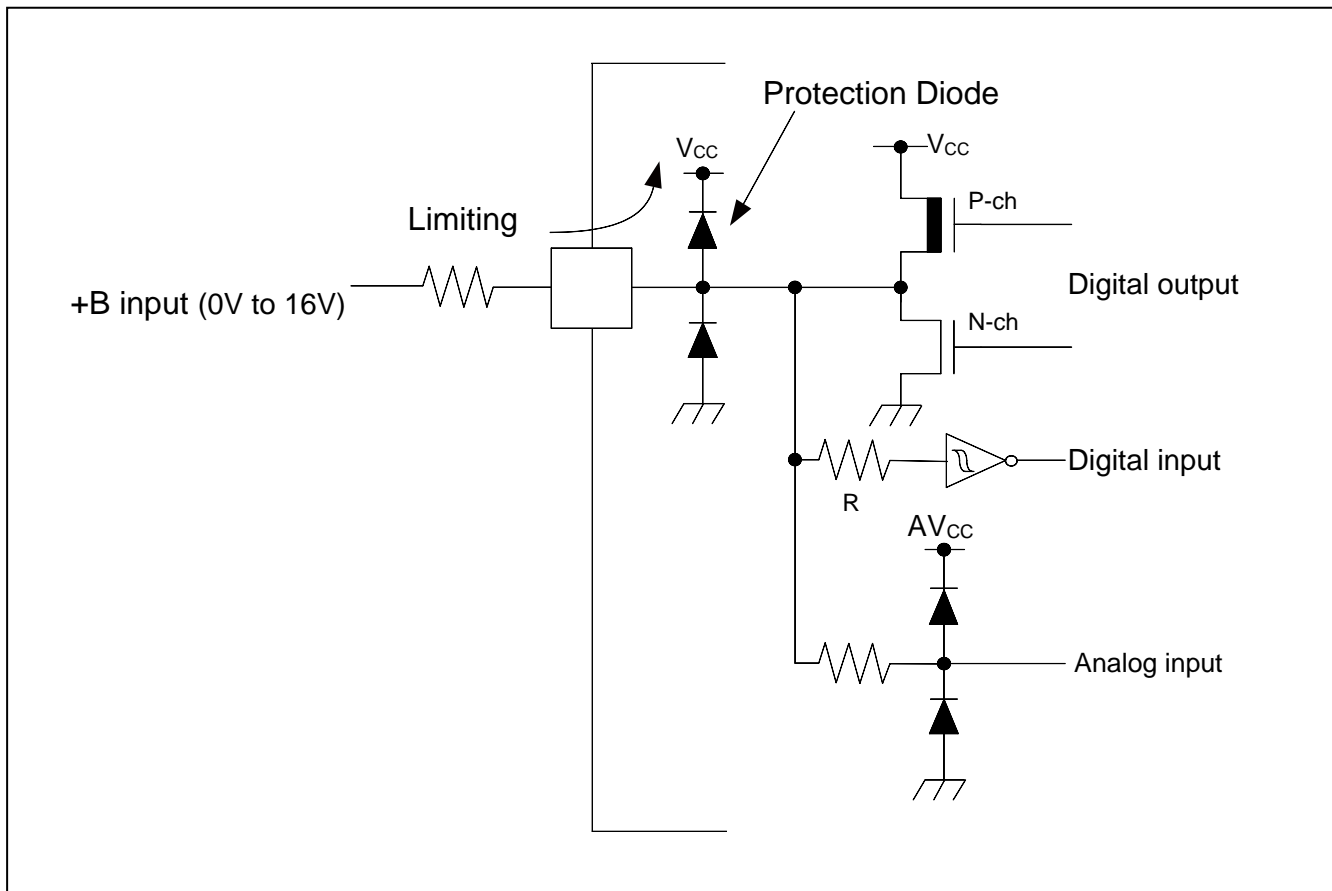 Protection Diode
VCC
VCC
P-ch
Limiting
+B input (0V to 16V)
Digital output
N-ch
Digital input
R
AVCC
Analog input